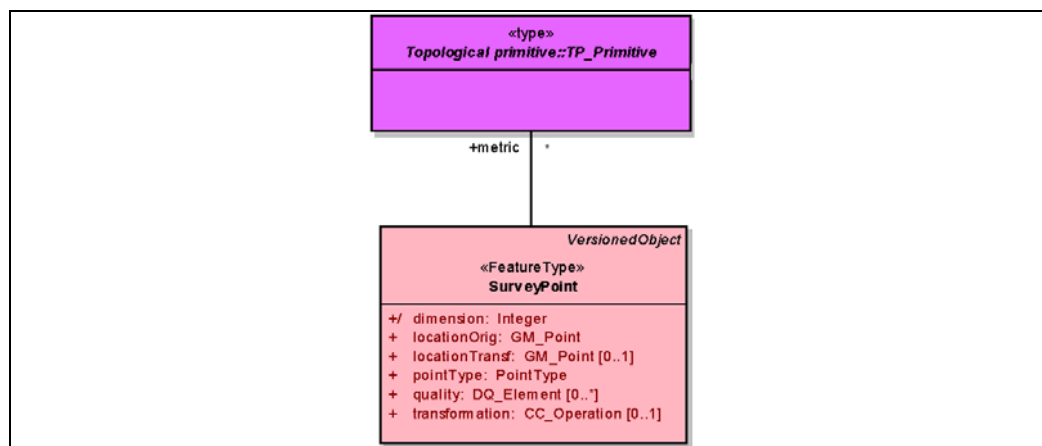 «type»
Topological primitive::TP_Primitive
+metric *
VersionedObject
«FeatureType»
SurveyPoint
+/ dimension: Integer
+ locationOrig: GM_Point
+ locationTransf: GM_Point [0..1]
+ pointType: PointType
+ quality: DQ_Element [0..*]
+ transformation: CC_Operation [0..1]